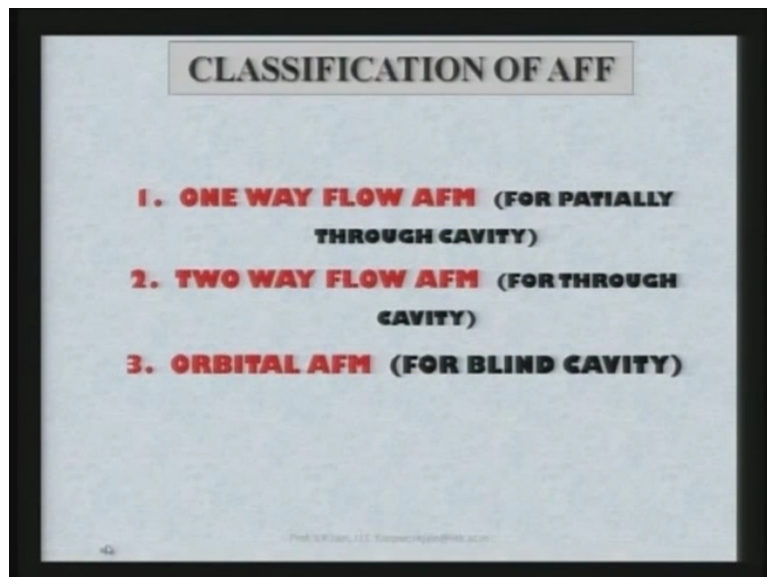 CLASSIFICATION OF AFF
1. ONE WAY FLOW AFM (FOR PATIALLY
THROUGH CAVITY)
2. TWO WAY FLOW AFM (FOR THROUGH
CAVITY)
3. ORBITAL AFM (FOR BLIND CAVITY)